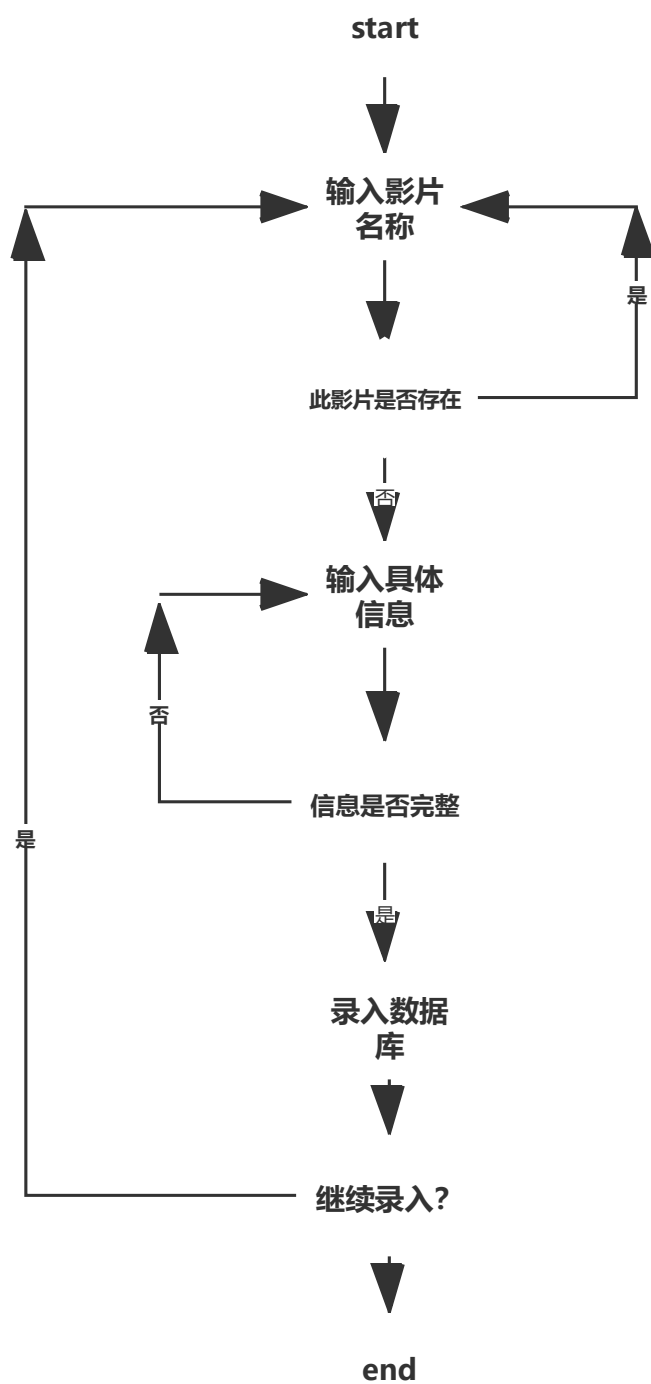 start
输入影片
名称
是
此影片是否存在
否
输入具体
信息
否
信息是否完整
是
是
录入数据
库
继续录入？
end